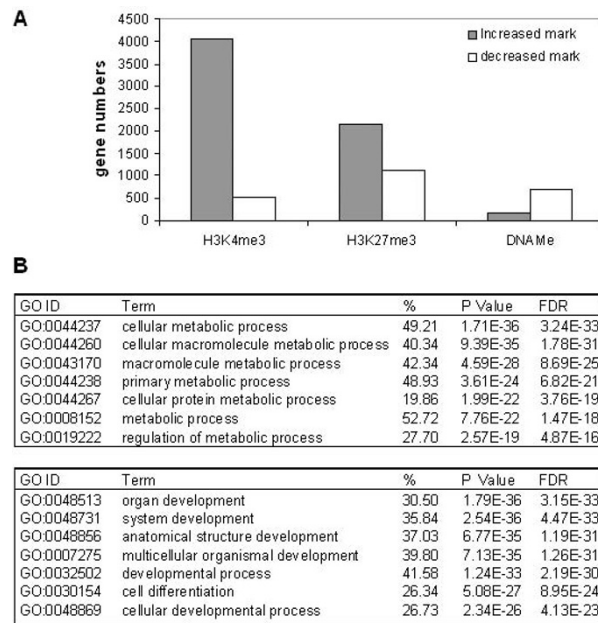 A
4500
4000
3500
3000
2500
2000
1500
1000
500
0
gene numbers
Increased mark
decreased mark
H3K4me3 H3K27me3 DNAMe
B
GO ID Term % P Value FDR
GO:0044237 cellular metabolic process 49.21 1.71E-36 3.24E-33
GO:0044260 cellular macromolecule metabolic process 40.34 9.39E-35 1.78E-31
GO:0043170 macromolecule metabolic process 42.34 4.59E-28 8.69E-25
GO:0044238 primary metabolic process 48.93 3.61E-24 6.82E-21
GO:0044267 cellular protein metabolic process 19.86 1.99E-22 3.76E-19
GO:0008152 metabolic process 52.72 7.76E-22 1.47E-18
GO:0019222 regulation of metabolic process 27.70 2.57E-19 4.87E-16
GO ID Term % P Value FDR
GO:0048513 organ development 30.50 1.79E-36 3.15E-33
GO:0048731 system development 35.84 2.54E-36 4.47E-33
GO:0048856 anatomical structure development 37.03 6.77E-35 1.19E-31
GO:0007275 multicellular organismal development 39.80 7.13E-35 1.26E-31
GO:0032502 developmental process 41.58 1.24E-33 2.19E-30
GO:0030154 cell differentiation 26.34 5.08E-27 8.95E-24
GO:0048869 cellular developmental process 26.73 2.34E-26 4.13E-23